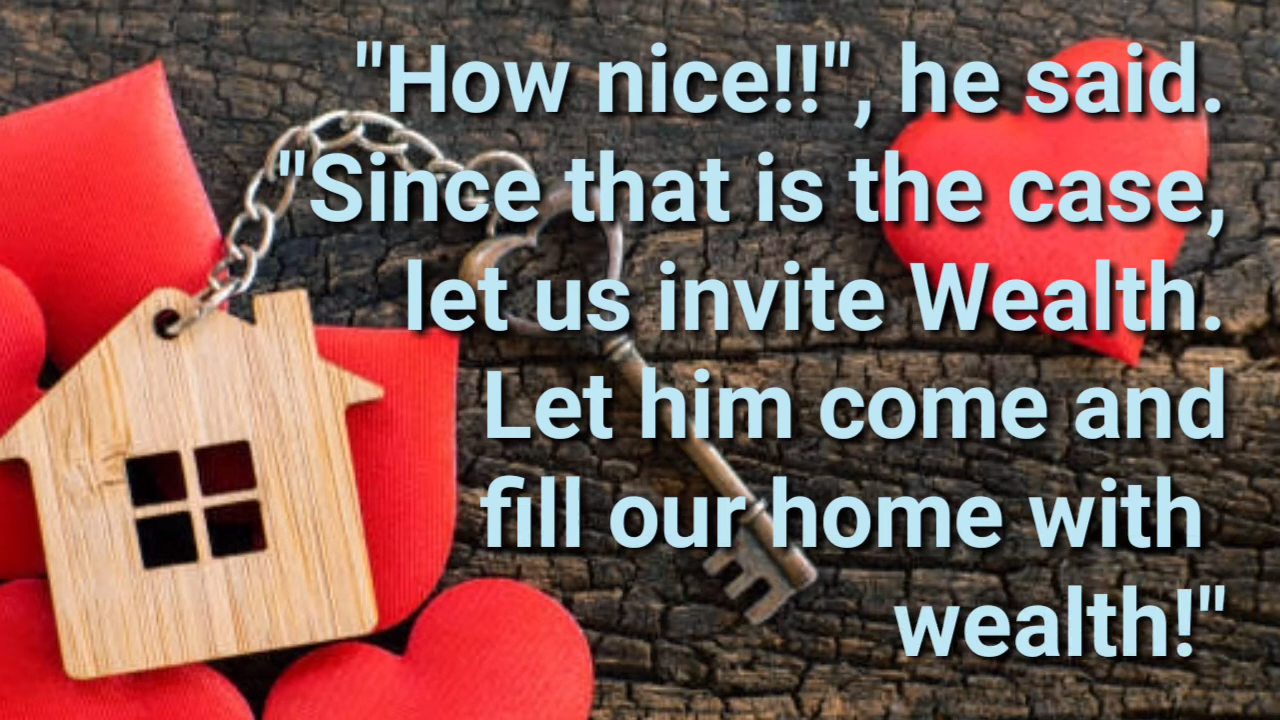 "How nice!!", he said.
"Since that is the case,
let us invite Wealth.
Let him come and
fill our home with
wealth!"